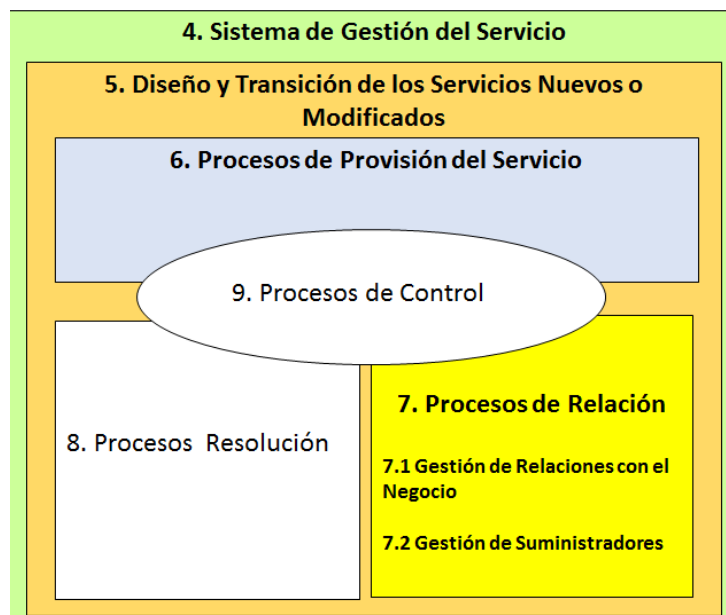 4. Sistema de Gestión del Servicio
5. Diseño y Transición de los Servicios Nuevos o
Modificados
6. Procesos de Provisión del Servicio
9. Procesos de Control
8. Procesos Resolución
7. Procesos de Relación
7.1 Gestión de Relaciones con el
Negocio
7.2 Gestión de Suministradores